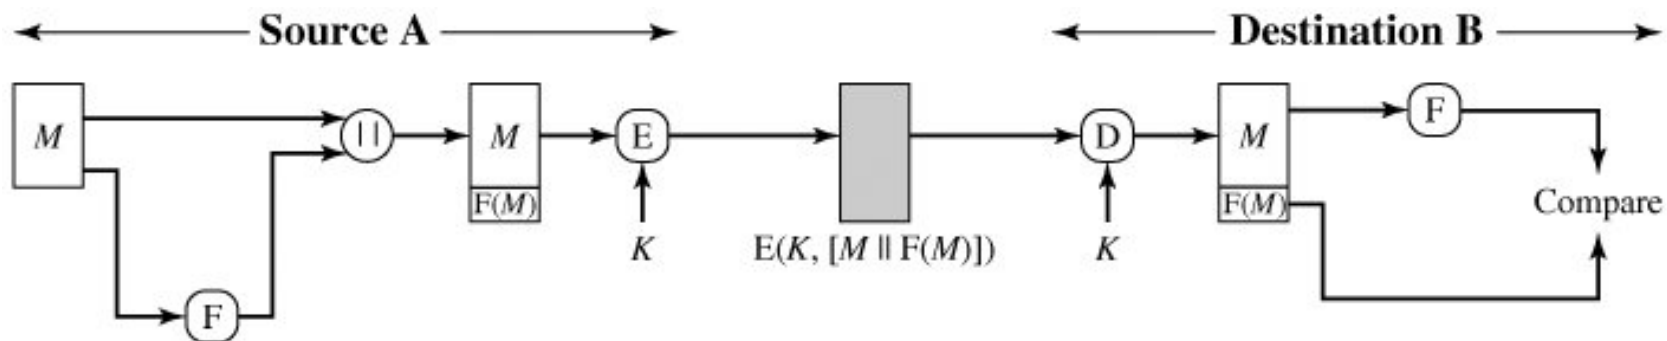 Source A
Destination B
M
||
M
F(M)
E
K
E(K, [M || F(M)])
D
K
M
F(M)
F
Compare
F